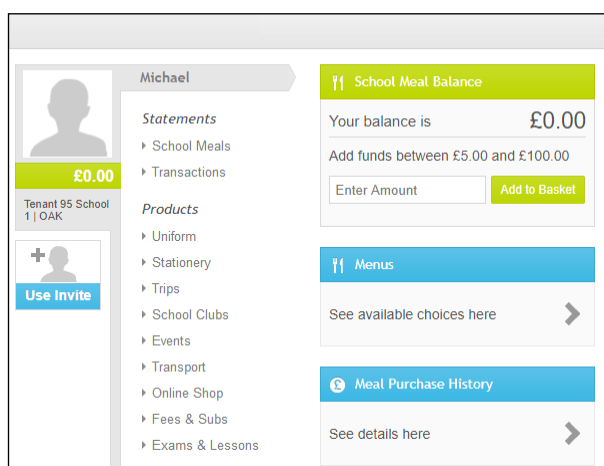 £0.00
Tenant 95 School
1 | OAK
Use Invite
Michael
Statements
School Meals
Transactions
Products
Uniform
Stationery
Trips
School Clubs
Events
Transport
Online Shop
Fees & Subs
Exams & Lessons
School Meal Balance
Your balance is £0.00
Add funds between £5.00 and £100.00
Enter Amount Add to Basket
Menus
See available choices here
£ Meal Purchase History
See details here